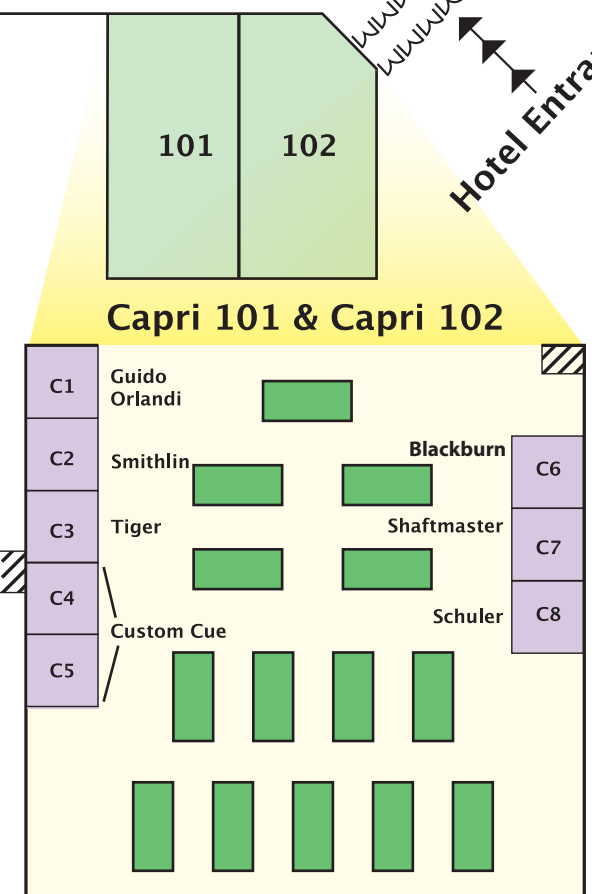 101
102
Hotel
Capri 101 & Capri 102
C1
Guido
Orlandi
C2
Smithlin
C3
Tiger
C4
Custom Cue
C5
Blackburn
C6
Shaftmaster
C7
Schuler
C8